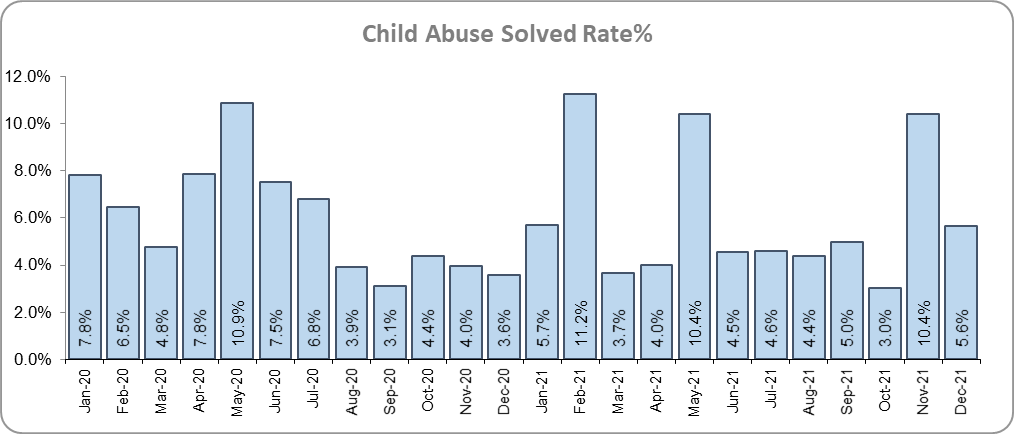 Child Abuse Solved Rate%
12.0%
10.0%
8.0%
6.0%
4.0%
2.0%
0.0%
7.8%
6.5%
4.8%
7.8%
10.9%
7.5%
6.8%
3.9%
3.1%
4.4%
4.0%
3.6%
5.7%
11.2%
3.7%
4.0%
10.4%
4.5%
4.6%
4.4%
5.0%
3.0%
10.4%
5.6%
Jan-20
Feb-20
Mar-20
Apr-20
May-20
Jun-20
Jul-20
Aug-20
Sep-20
Oct-20
Nov-20
Dec-20
Jan-21
Feb-21
Mar-21
Apr-21
May-21
Jun-21
Jul-21
Aug-21
Sep-21
Oct-21
Nov-21
Dec-21